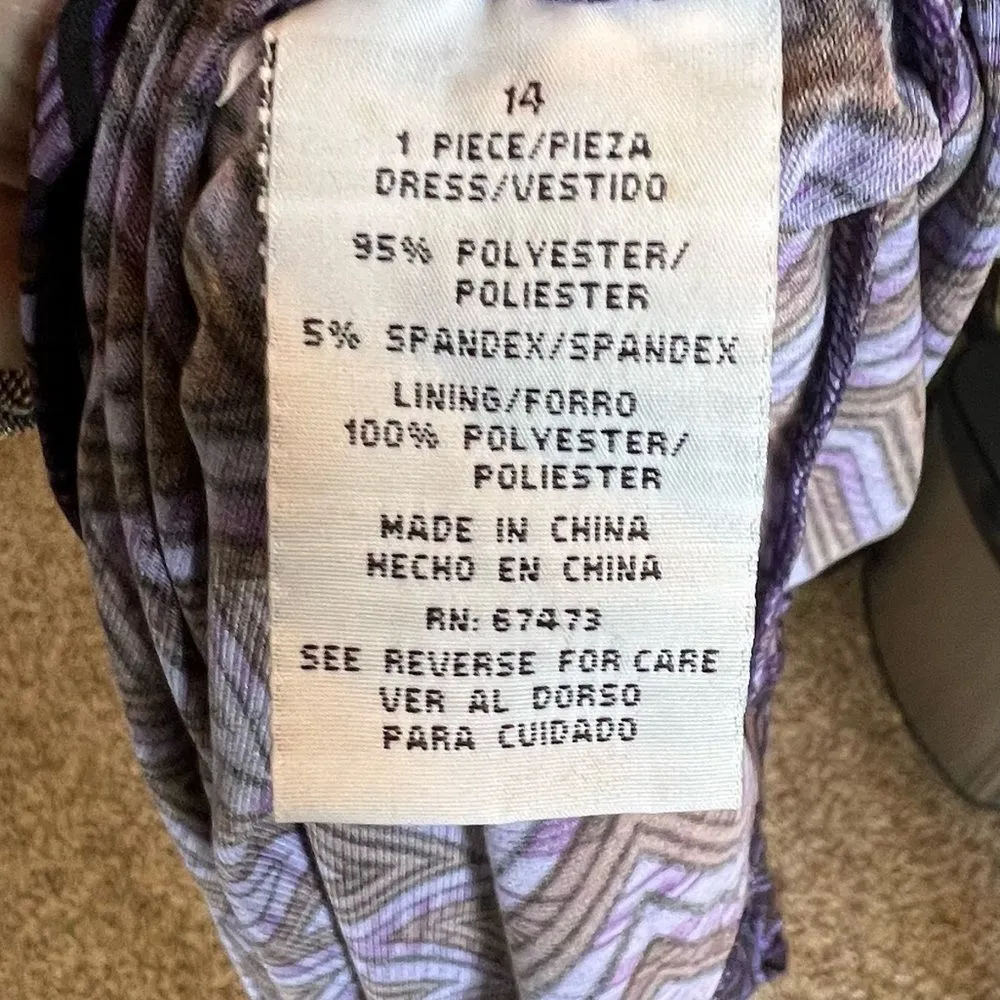 14
1 PIECE/PIEZA
DRESS/VESTIDO
95% POLYESTER/
POLIESTER
5% SPANDEX/SPANDEX
LINING/FORRO
100% POLYESTER/
POLIESTER
MADE IN CHINA
HECHO EN CHINA
RN: 67473
SEE REVERSE FOR CARE
VER AL DORSO
PARA CUIDADO